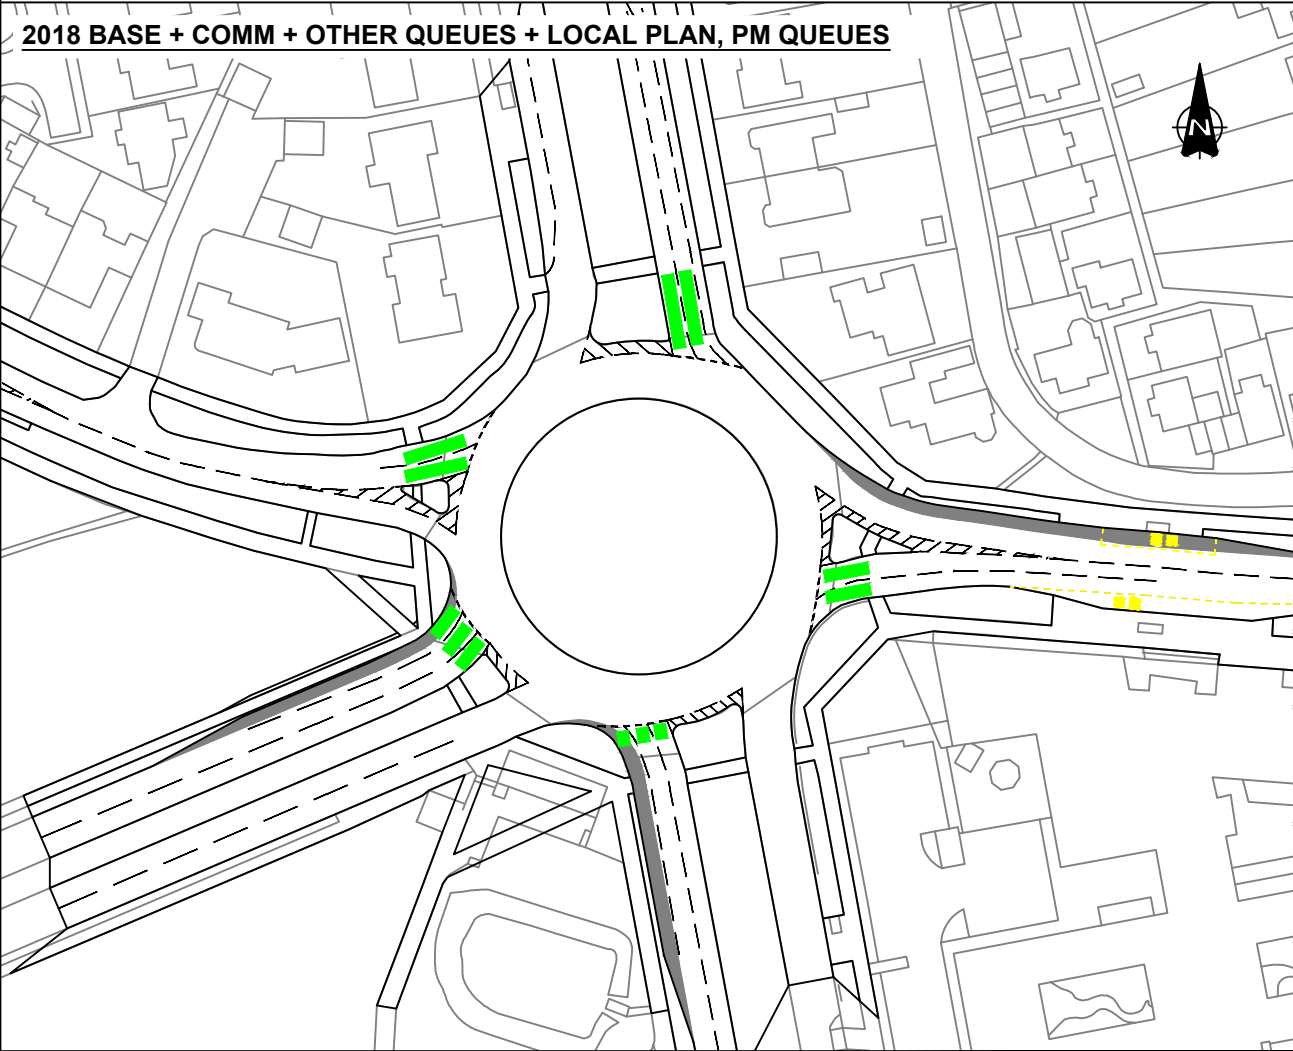 2018 BASE + COMM + OTHER QUEUES + LOCAL PLAN, PM QUEUES
N